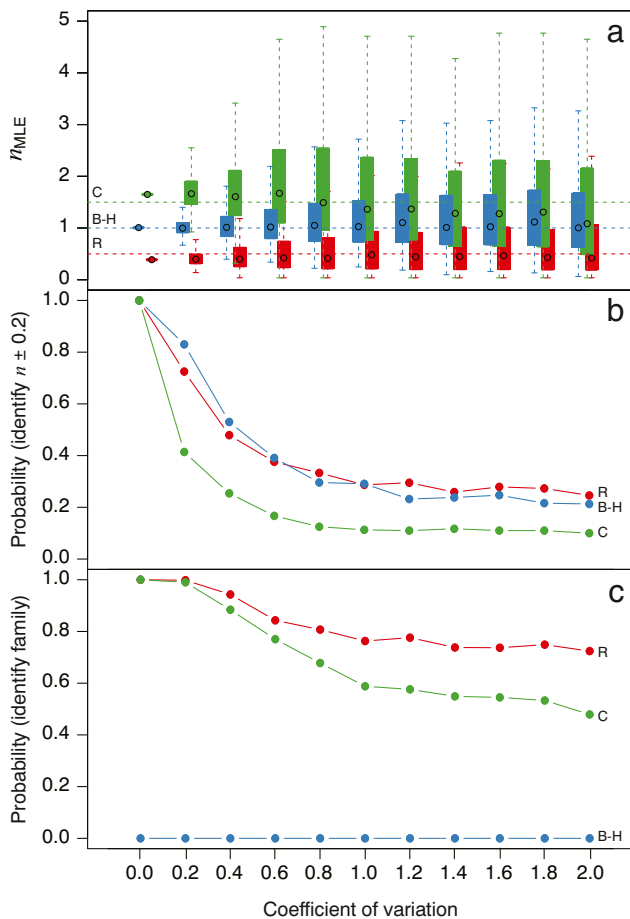 a
5
4
3
2
1
0
nMLE
C
B-H
R
b
1.0
0.8
0.6
0.4
0.2
0.0
Probability (identify n ± 0.2)
R
B-H
C
c
1.0
0.8
0.6
0.4
0.2
0.0
Probability (identify family)
R
C
B-H
0.0 0.2 0.4 0.6 0.8 1.0 1.2 1.4 1.6 1.8 2.0
Coefficient of variation